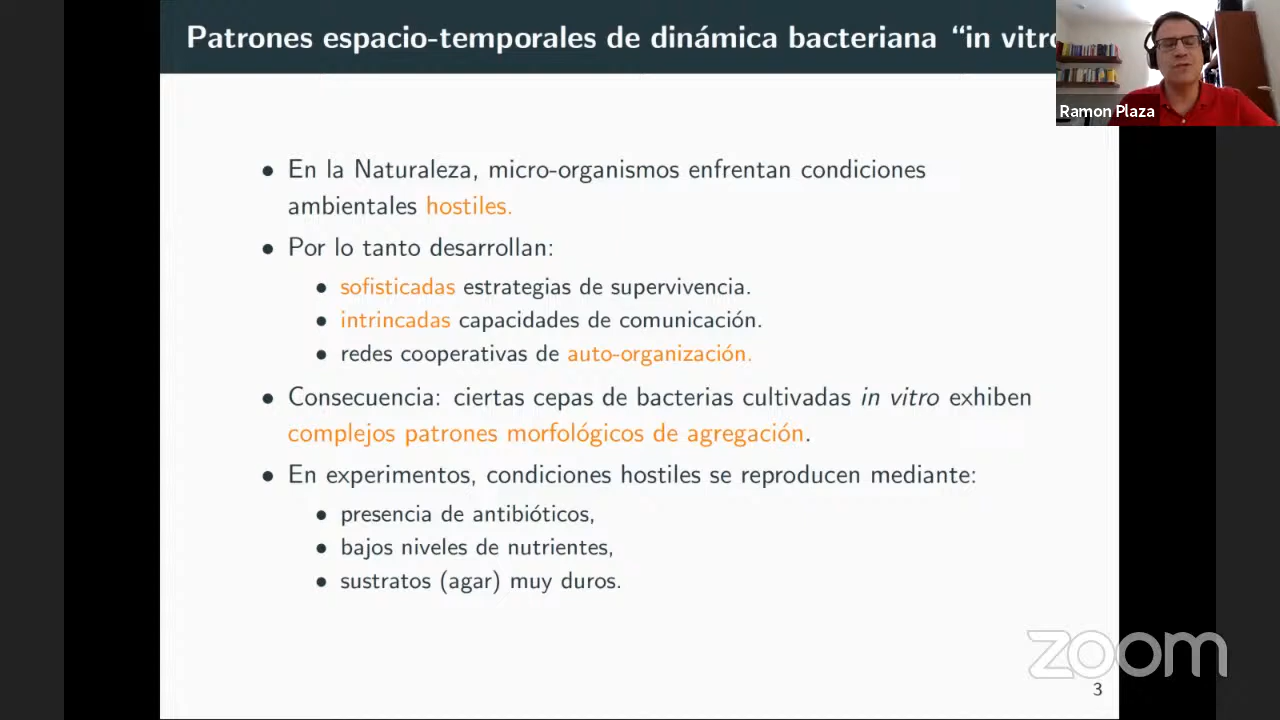 Patrones espacio-temporales de dinámica bacteriana “in vitro
Ramon Plaza
• En la Naturaleza, micro-organismos enfrentan condiciones
ambientales hostiles.
• Por lo tanto desarrollan:
• sofisticadas estrategias de supervivencia.
• intrincadas capacidades de comunicación.
• redes cooperativas de auto-organización.
• Consecuencia: ciertas cepas de bacterias cultivadas in vitro exhiben
complejos patrones morfológicos de agregación.
• En experimentos, condiciones hostiles se reproducen mediante:
• presencia de antibióticos,
• bajos niveles de nutrientes,
• sustratos (agar) muy duros.
zoom
3